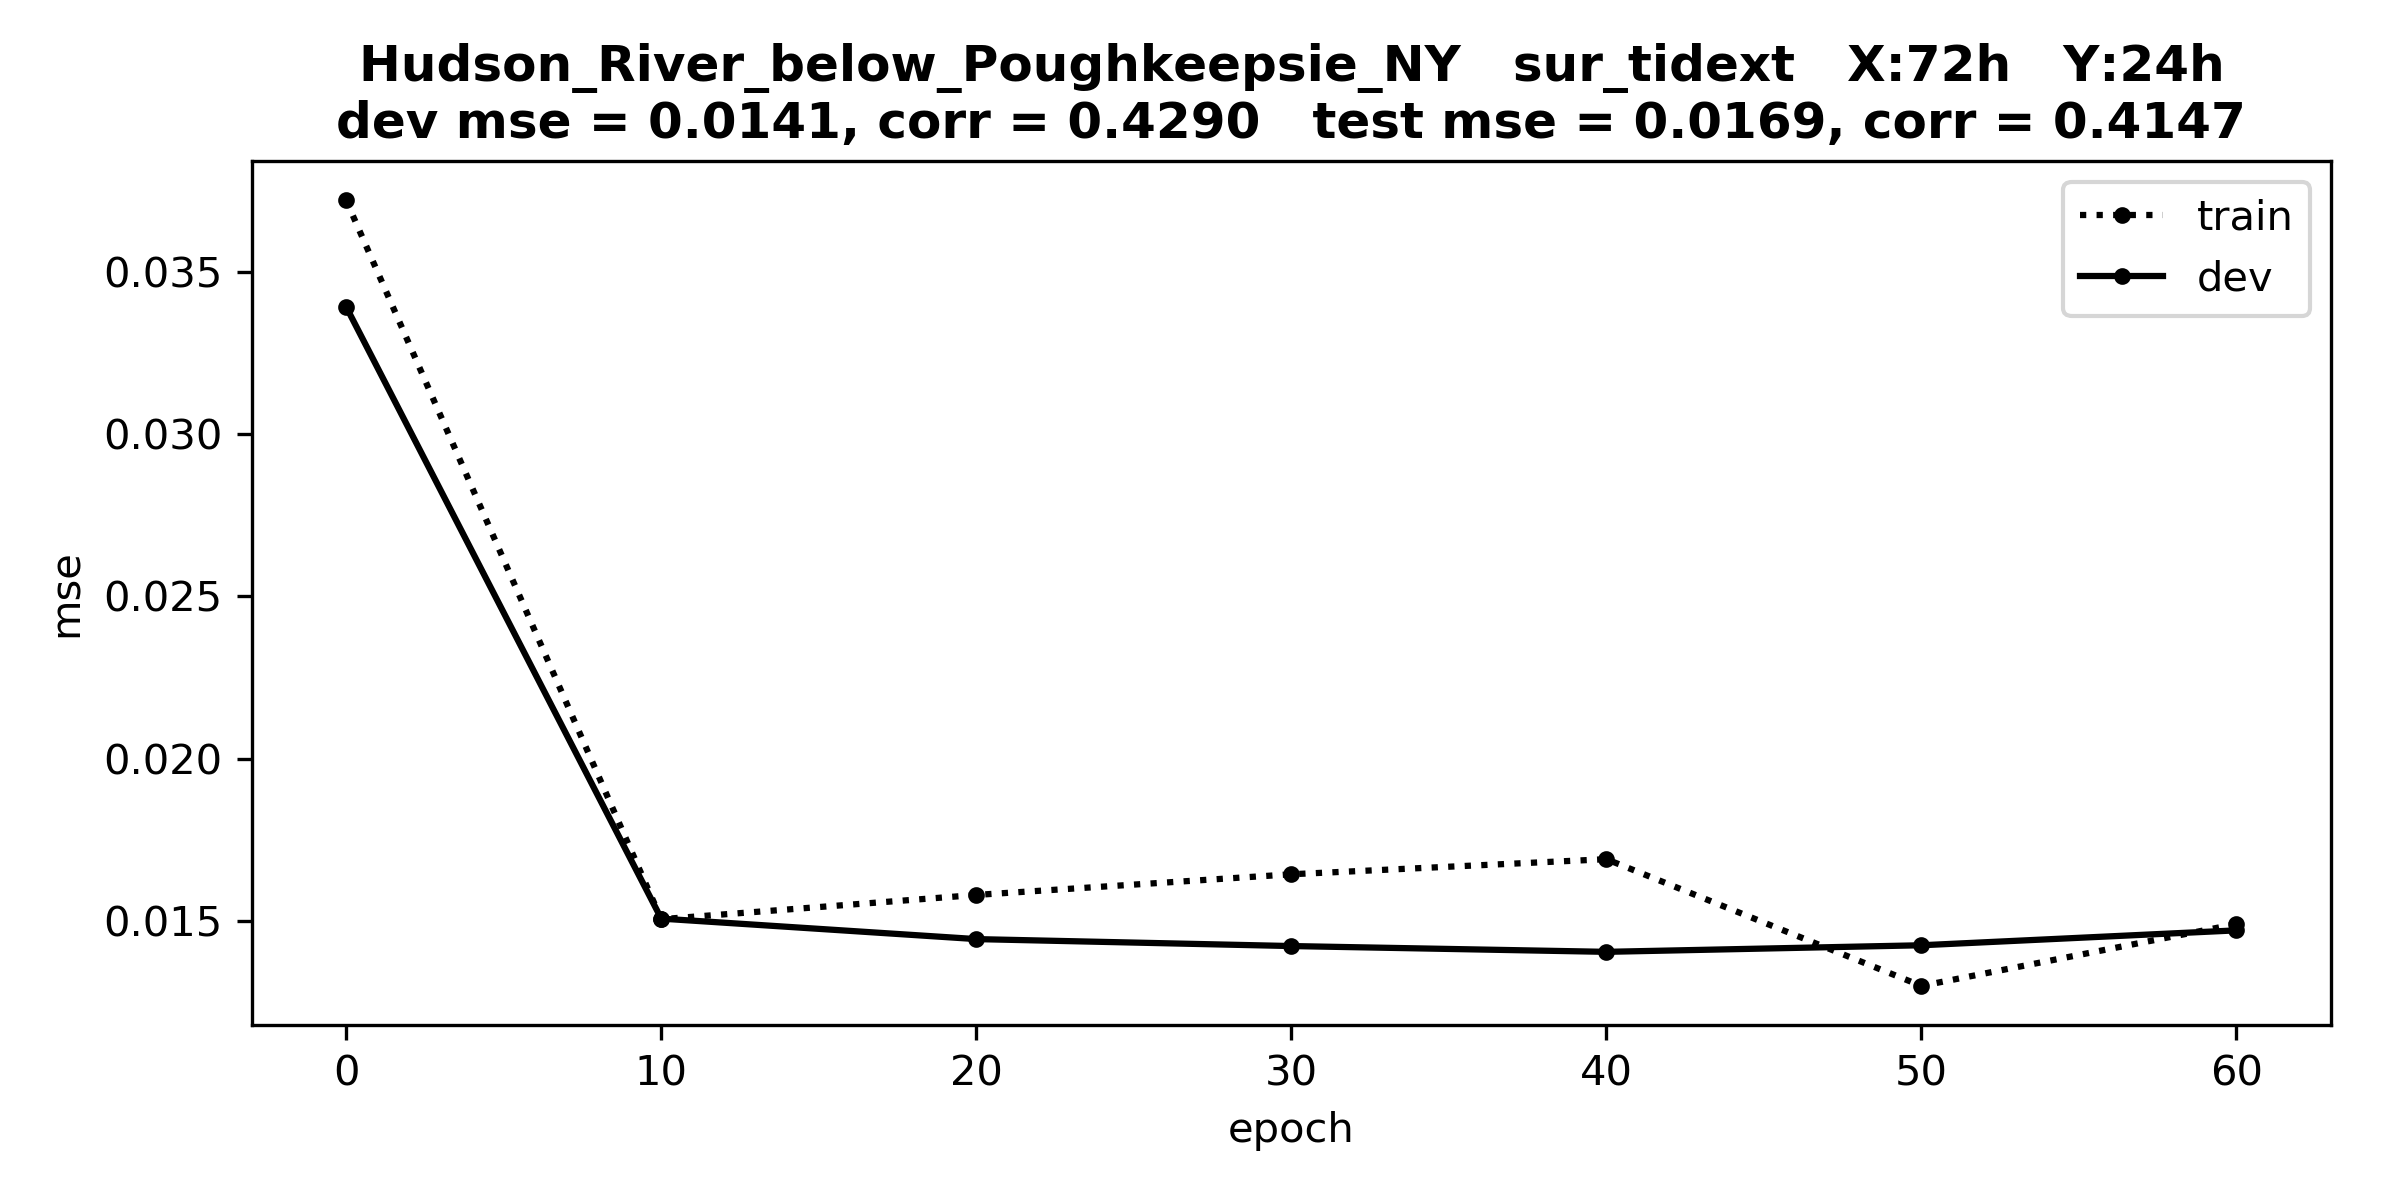 Hudson_River_below_Poughkeepsie_NY   sur_tidext   X:72h   Y:24h
dev mse = 0.0141, corr = 0.4290   test mse = 0.0169, corr = 0.4147
train
dev
0.035
0.030
0.025
0.020
0.015
mse
0 10 20 30 40 50 60
epoch